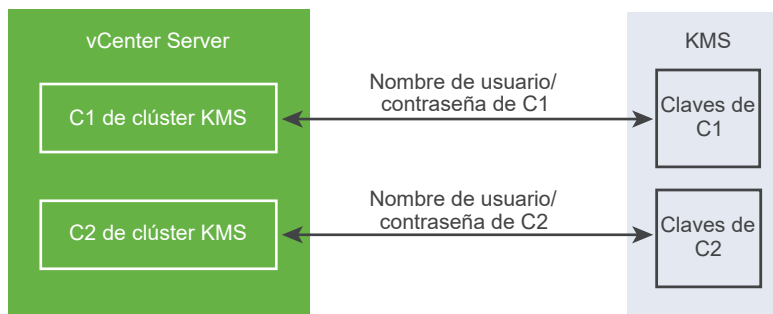 vCenter Server
KMS
C1 de clúster KMS
Nombre de usuario/
contraseña de C1
Claves de
C1
C2 de clúster KMS
Nombre de usuario/
contraseña de C2
Claves de
C2